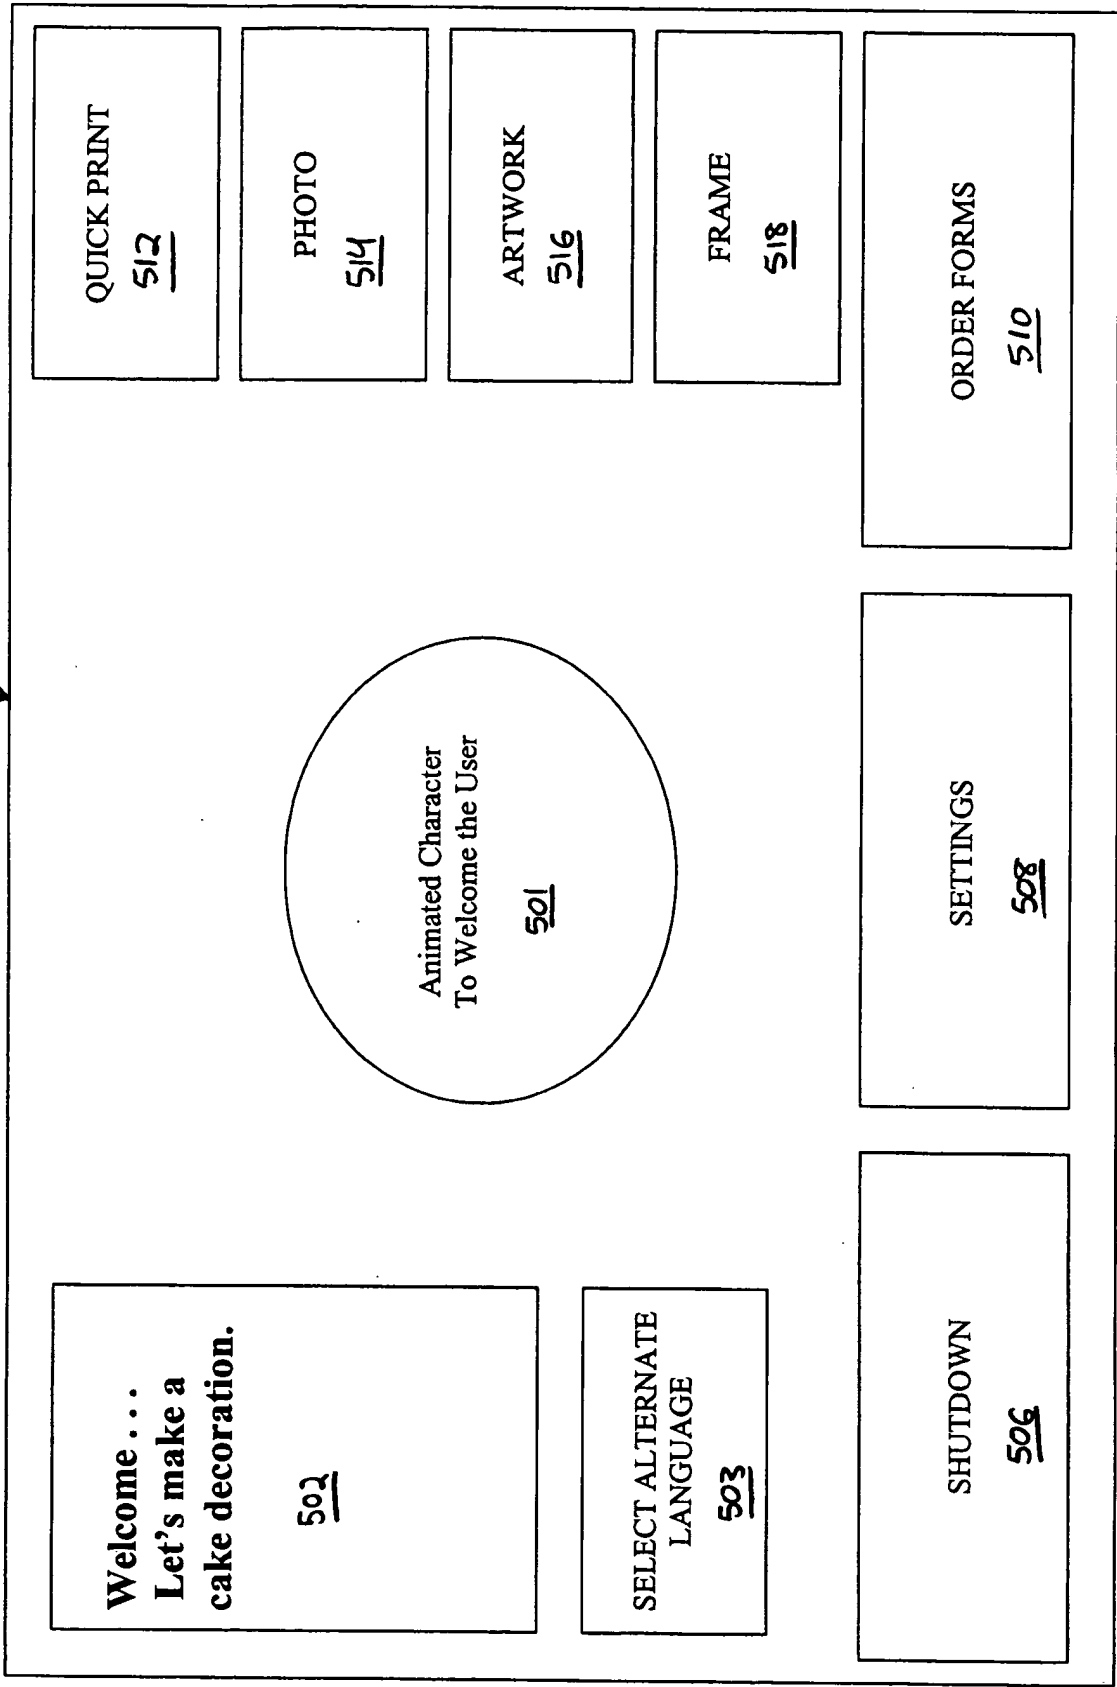 Welcome...
Let's make a
cake decoration.
502
SELECT ALTERNATE
LANGUAGE
503
Animated Character
To Welcome the User
501
QUICK PRINT
512
PHOTO
514
ARTWORK
516
FRAME
518
SHUTDOWN
506
SETTINGS
508
ORDER FORMS
510